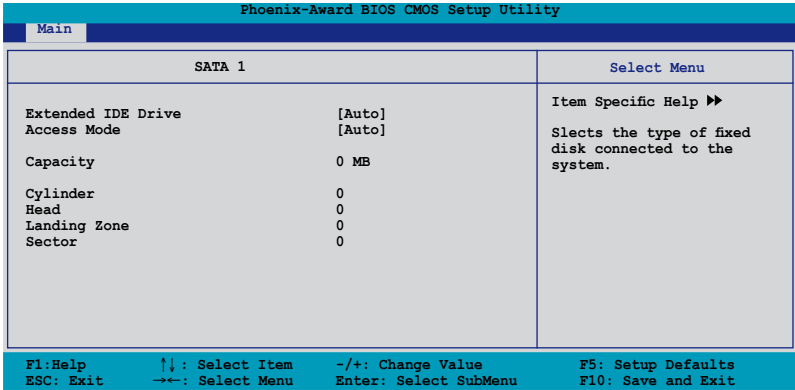 Phoenix-Award BIOS CMOS Setup Utility
Main
SATA 1
Select Menu
Extended IDE Drive [Auto]
Access Mode [Auto]
Capacity 0 MB
Cylinder 0
Head 0
Landing Zone 0
Sector 0
Item Specific Help ▶▶
Slects the type of fixed
disk connected to the
system.
F1:Help ↑↓: Select Item -/+: Change Value F5: Setup Defaults
ESC: Exit →←: Select Menu Enter: Select SubMenu F10: Save and Exit